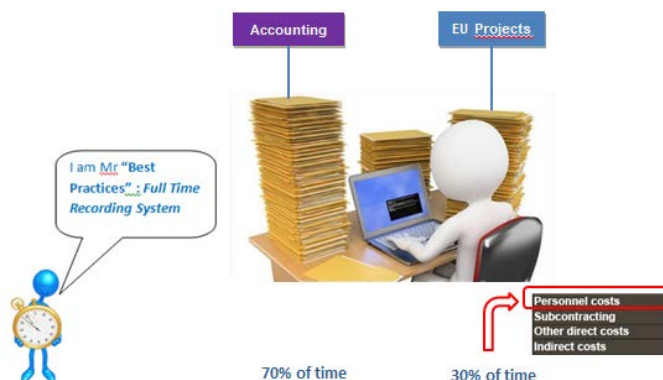 Accounting
EU Projects
I am Mr “Best
Practices” : Full Time
Recording System
Personnel costs
Subcontracting
Other direct costs
Indirect costs
70% of time
30% of time